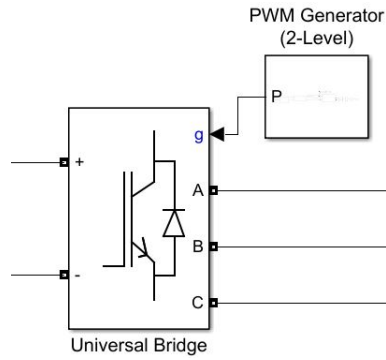 PWM Generator
(2-Level)
P
g
+
A
B
-
C
Universal Bridge